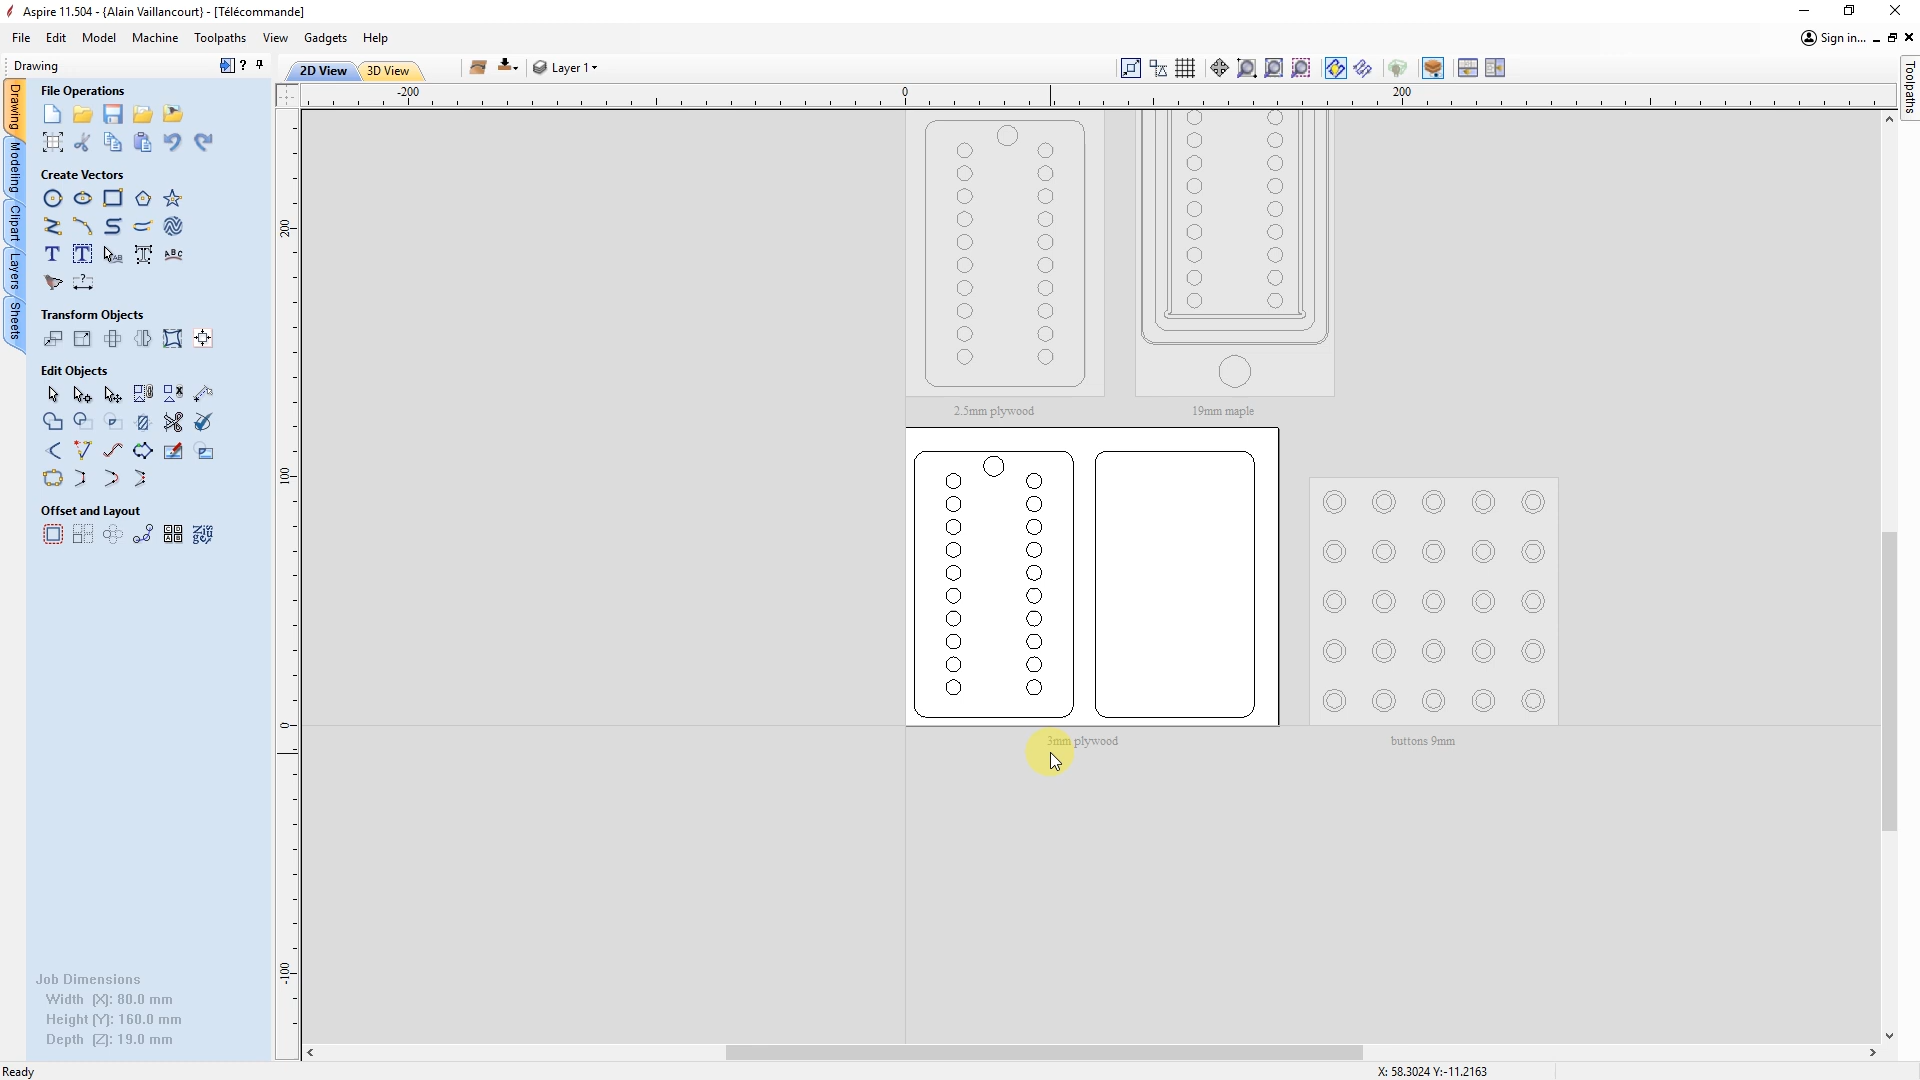 Aspire 11.504 - {Alain Vaillancourt} - [Télécommande]
File Edit Model Machine Toolpaths View Gadgets Help
Sign in...
Drawing
2D View
3D View
Layer 1
Toolpaths
Drawing
Modeling
Clipart
Layers
Sheets
File Operations
Create Vectors
Transform Objects
Edit Objects
Offset and Layout
-200
0
200
200
100
0
-100
2.5mm plywood
19mm maple
3mm plywood
buttons 9mm
Job Dimensions
Width (X): 80.0 mm
Height (Y): 160.0 mm
Depth (Z): 19.0 mm
Ready
X: 58.3024 Y:-11.2163